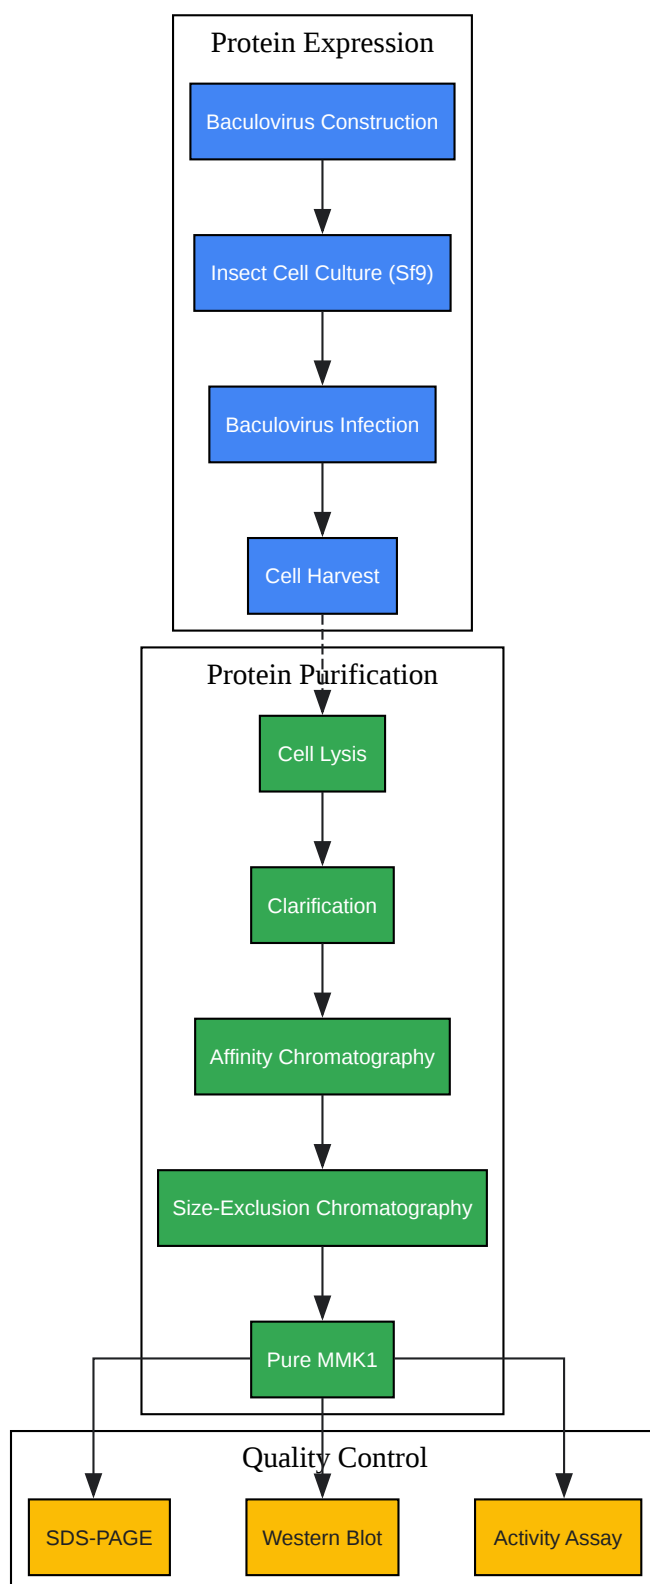 Protein Expression
Baculovirus Construction
Insect Cell Culture (Sf9)
Baculovirus Infection
Cell Harvest
Protein Purification
Cell Lysis
Clarification
Affinity Chromatography
Size-Exclusion Chromatography
Pure MMK1
Quality Control
SDS-PAGE
Western Blot
Activity Assay